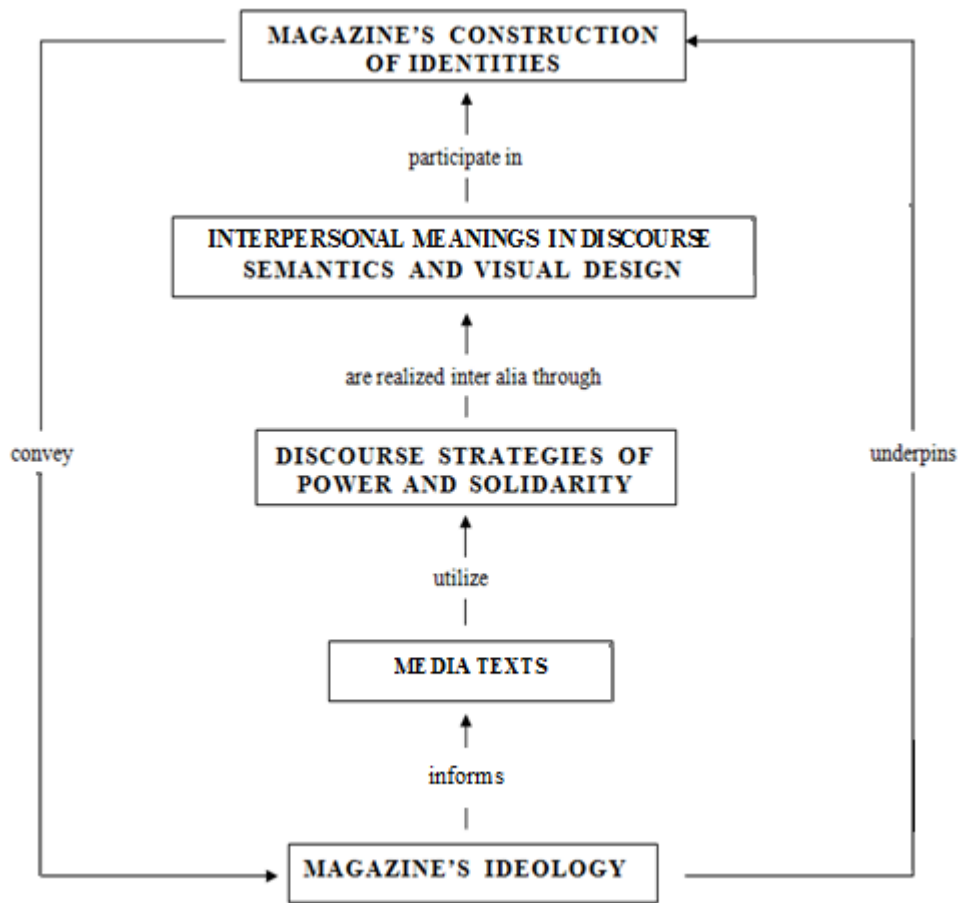 MAGAZINE'S CONSTRUCTION
OF IDENTITIES
participate in
INTERPERSONAL MEANINGS IN DISCOURSE
SEMANTICS AND VISUAL DESIGN
are realized inter alia through
convey
DISCOURSE STRATEGIES OF
POWER AND SOLIDARITY
underpins
utilize
MEDIA TEXTS
informs
MAGAZINE'S IDEOLOGY